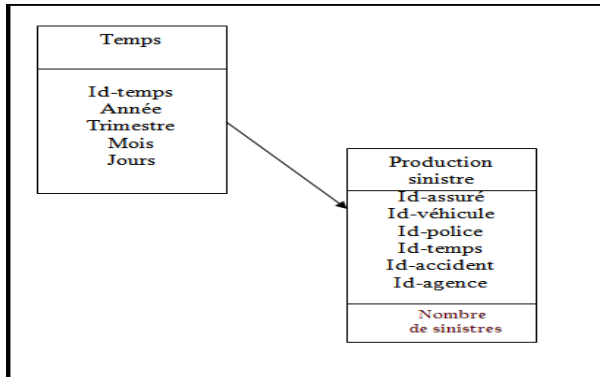 Temps
Id-temps
Année
Trimestre
Mois
Jours
Production
sinistre
Id-assuré
Id-véhicule
Id-police
Id-temps
Id-accident
Id-agence
Nombre
de sinistres